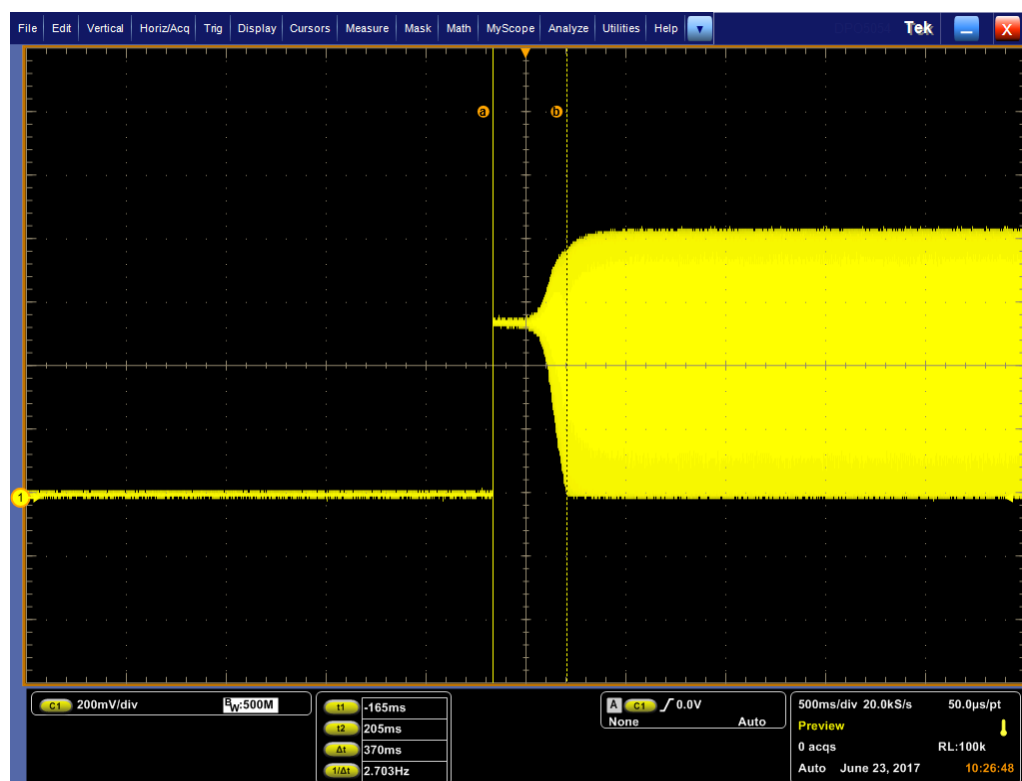 File Edit Vertical Horiz/Acq Trig Display Cursors Measure Mask Math MyScope Analyze Utilities Help Tek X
a b
1
C1 200mV/div BW:500M
t1 -165ms
t2 205ms
Δt 370ms
1/Δt 2.703Hz
A C1 0.0V
None Auto
500ms/div 20.0kS/s 50.0µs/pt
Preview
0 acqs RL:100k
Auto June 23, 2017 10:26:48